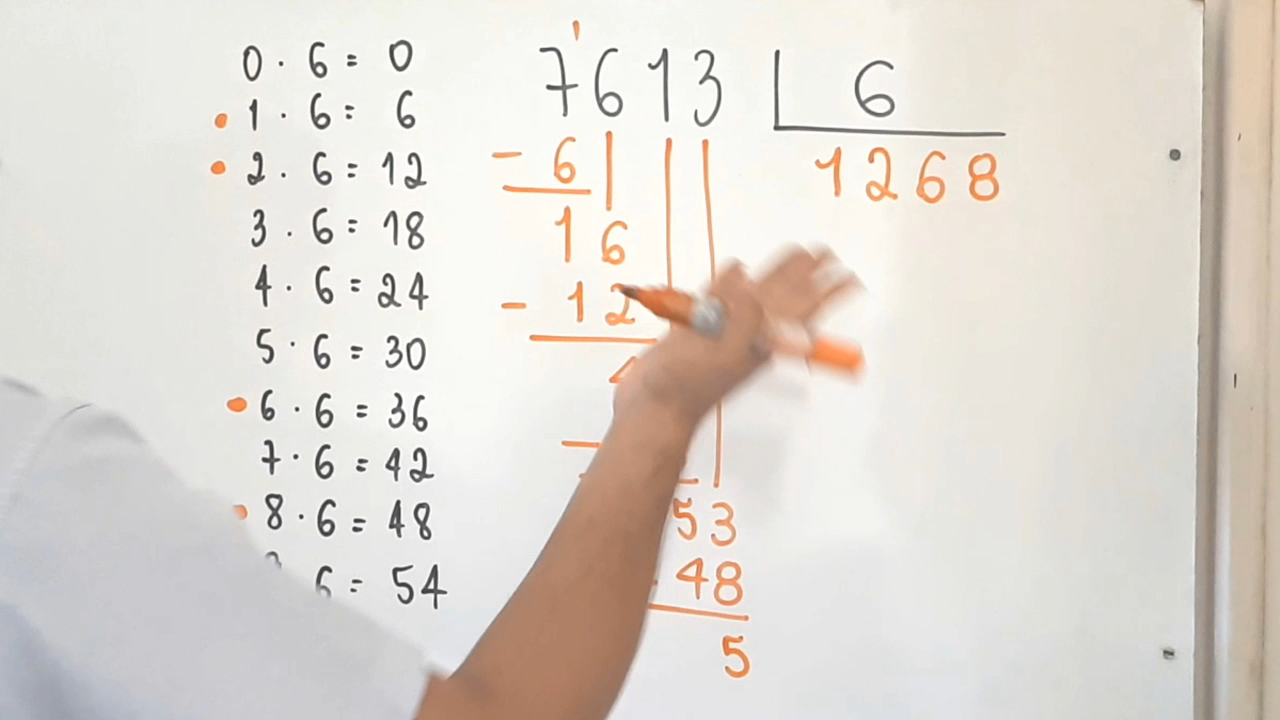 0 · 6 = 0
1 · 6 = 6
2 · 6 = 12
3 · 6 = 18
4 · 6 = 24
5 · 6 = 30
6 · 6 = 36
7 · 6 = 42
8 · 6 = 48
6 = 54
7613 6
1268
- 6
16
- 12
53
48
5